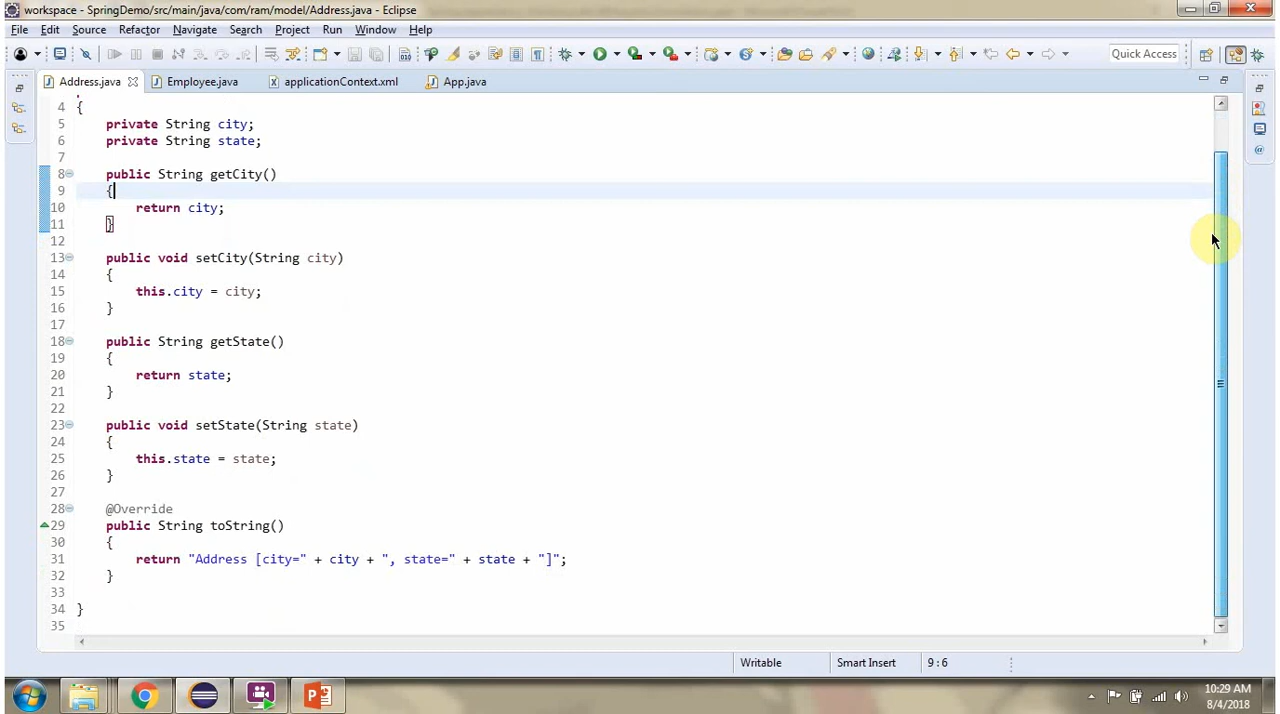 workspace - SpringDemo/src/main/java/com/ram/model/Address.java - Eclipse
File Edit Source Refactor Navigate Search Project Run Window Help
Quick Access
Address.java Employee.java applicationContext.xml App.java
4 {
5 private String city;
6 private String state;
7
8 public String getCity()
9 {
10 return city;
11 }
12
13 public void setCity(String city)
14 {
15 this.city = city;
16 }
17
18 public String getState()
19 {
20 return state;
21 }
22
23 public void setState(String state)
24 {
25 this.state = state;
26 }
27
28 @Override
29 public String toString()
30 {
31 return "Address [city=" + city + ", state=" + state + "]";
32 }
33
34 }
35
Writable Smart Insert 9 : 6
10:29 AM
8/4/2018